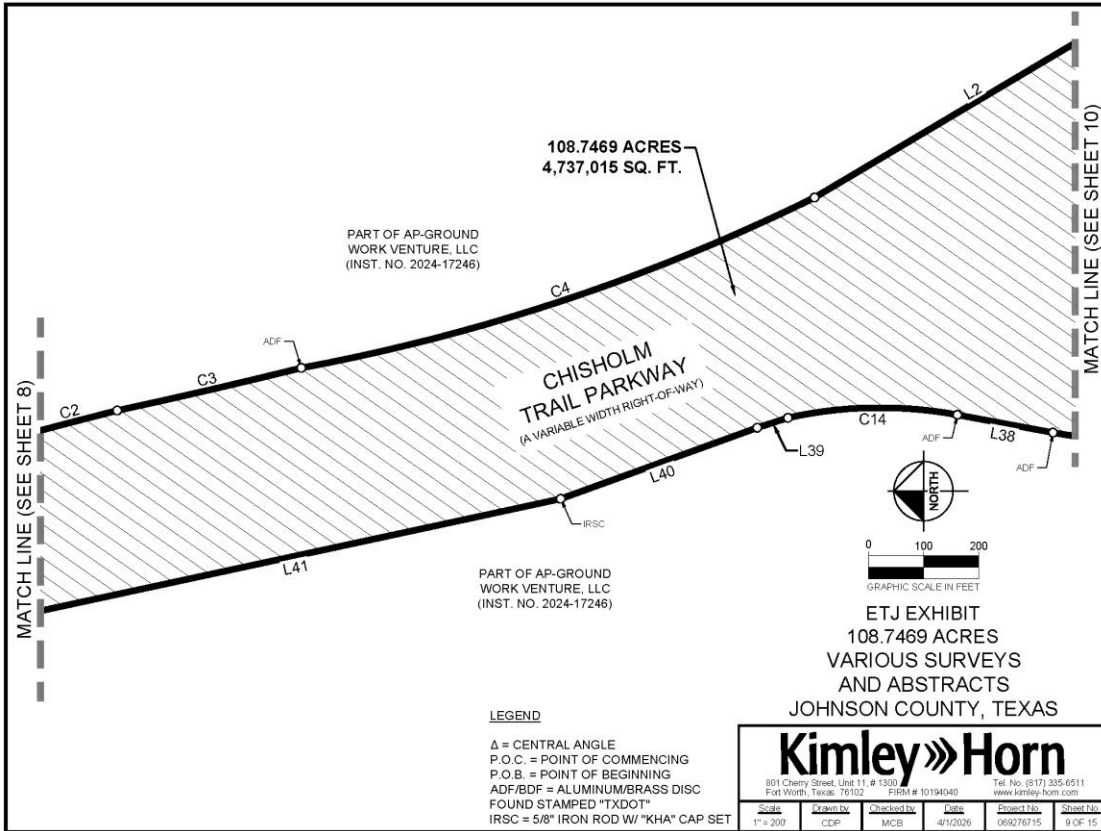 L2
108.7469 ACRES
4,737,015 SQ. FT.
PART OF AP-GROUND
WORK VENTURE, LLC
(INST. NO. 2024-17246)
MATCH LINE (SEE SHEET 10)
C4
ADF
C3
C2
CHISHOLM
TRAIL PARKWAY
(A VARIABLE WIDTH RIGHT-OF-WAY)
MATCH LINE (SEE SHEET 8)
C14
L39
ADF
L38
ADF
L40
IRSC
L41
NORTH
0 100 200
GRAPHIC SCALE IN FEET
PART OF AP-GROUND
WORK VENTURE, LLC
(INST. NO. 2024-17246)
ETJ EXHIBIT
108.7469 ACRES
VARIOUS SURVEYS
AND ABSTRACTS
JOHNSON COUNTY, TEXAS
LEGEND
Δ = CENTRAL ANGLE
P.O.C. = POINT OF COMMENCING
P.O.B. = POINT OF BEGINNING
ADF/BDF = ALUMINUM/BRASS DISC
FOUND STAMPED "TXDOT"
IRSC = 5/8" IRON ROD W/ "KHA" CAP SET
Kimley»Horn
801 Cherry Street, Unit 11, # 1300 Tel. No. (817) 335-6511
Fort Worth, Texas 76102 FIRM # 10194040 www.kimley-horn.com
Scale Drawn by Checked by Date Project No. Sheet No.
1" = 200' CDP MCB 4/1/2026 069276715 9 OF 15